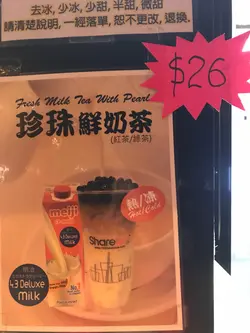 去冰, 少冰, 少甜, 半甜, 微甜
請清楚說明, 一經落單, 恕不更改, 退換.
$26
Fresh Milk Tea With Pearl
珍珠鮮奶茶
(紅茶/綠茶)
熱/凍
Hot/Cold
meiji
Share
4.3 Deluxe
Milk